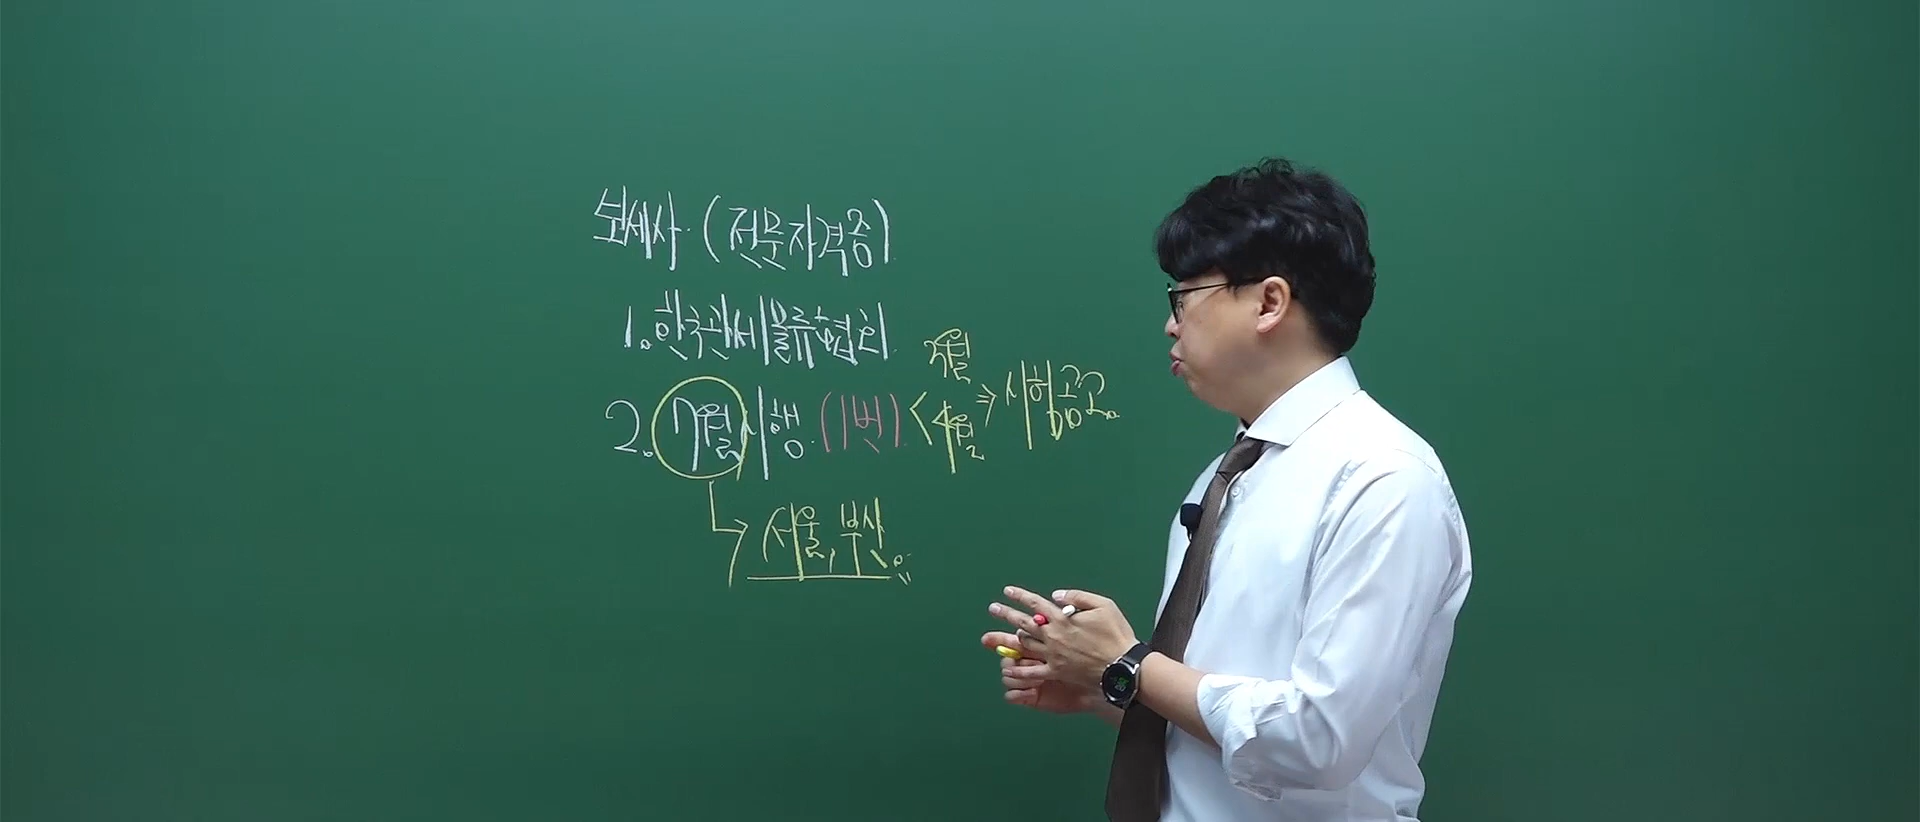 보세사. (전문자격증)
1. 한국관세물류협회
2. 7월시행. (1번) < 3월 4월 => 시험공고.
서울, 부산.